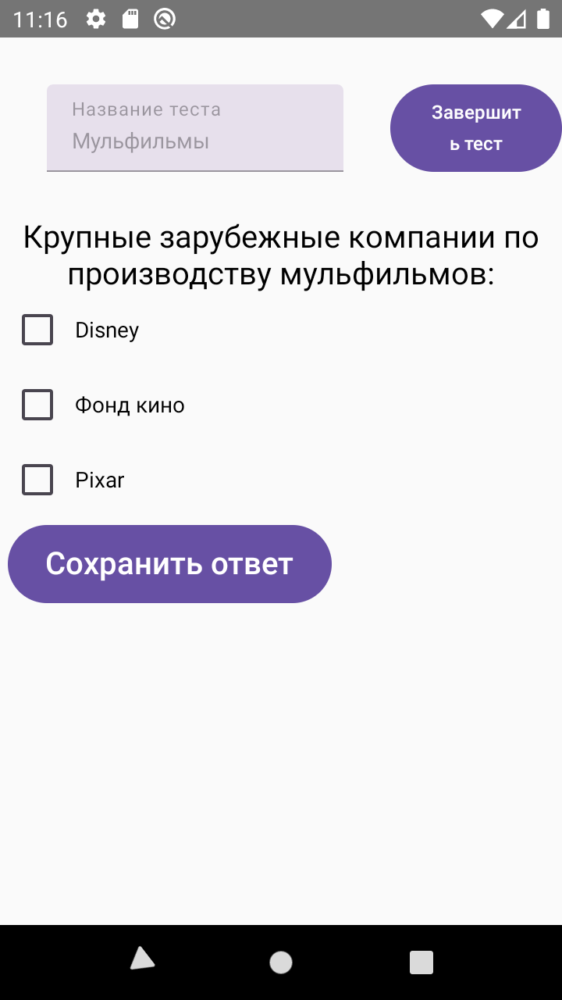 11:16
Название теста
Мульфильмы
Завершит
ь тест
Крупные зарубежные компании по
производству мульфильмов:
Disney
Фонд кино
Pixar
Сохранить ответ